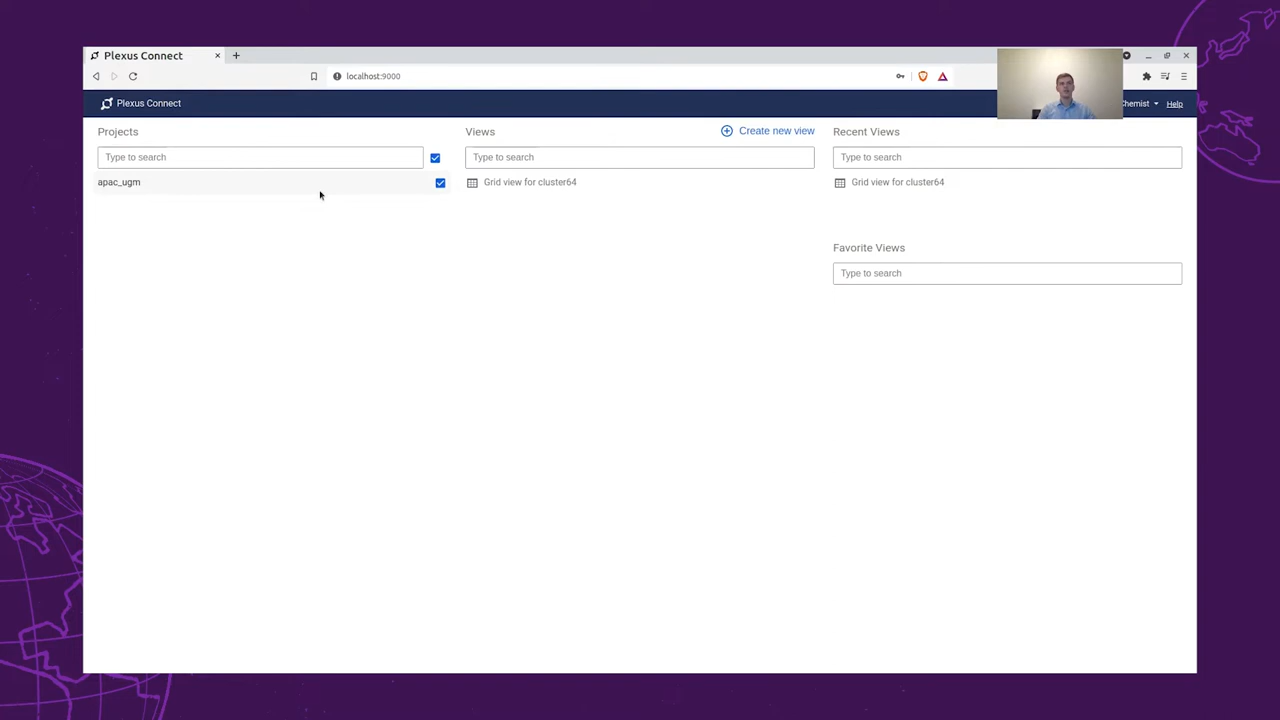 Plexus Connect
localhost:9000
Plexus Connect
Chemist
Help
Projects
Type to search
apac_ugm
Views
Create new view
Type to search
Grid view for cluster64
Recent Views
Type to search
Grid view for cluster64
Favorite Views
Type to search